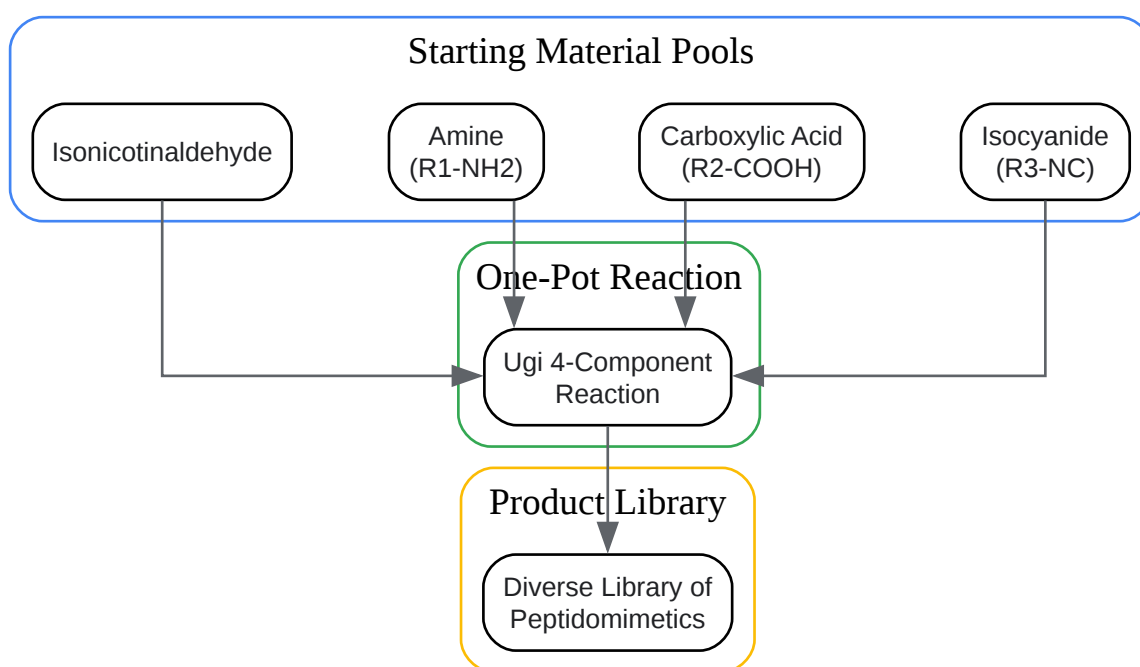 Starting Material Pools
Isonicotinaldehyde
Amine
(R1-NH2)
Carboxylic Acid
(R2-COOH)
Isocyanide
(R3-NC)
One-Pot Reaction
Ugi 4-Component
Reaction
Product Library
Diverse Library of
Peptidomimetics